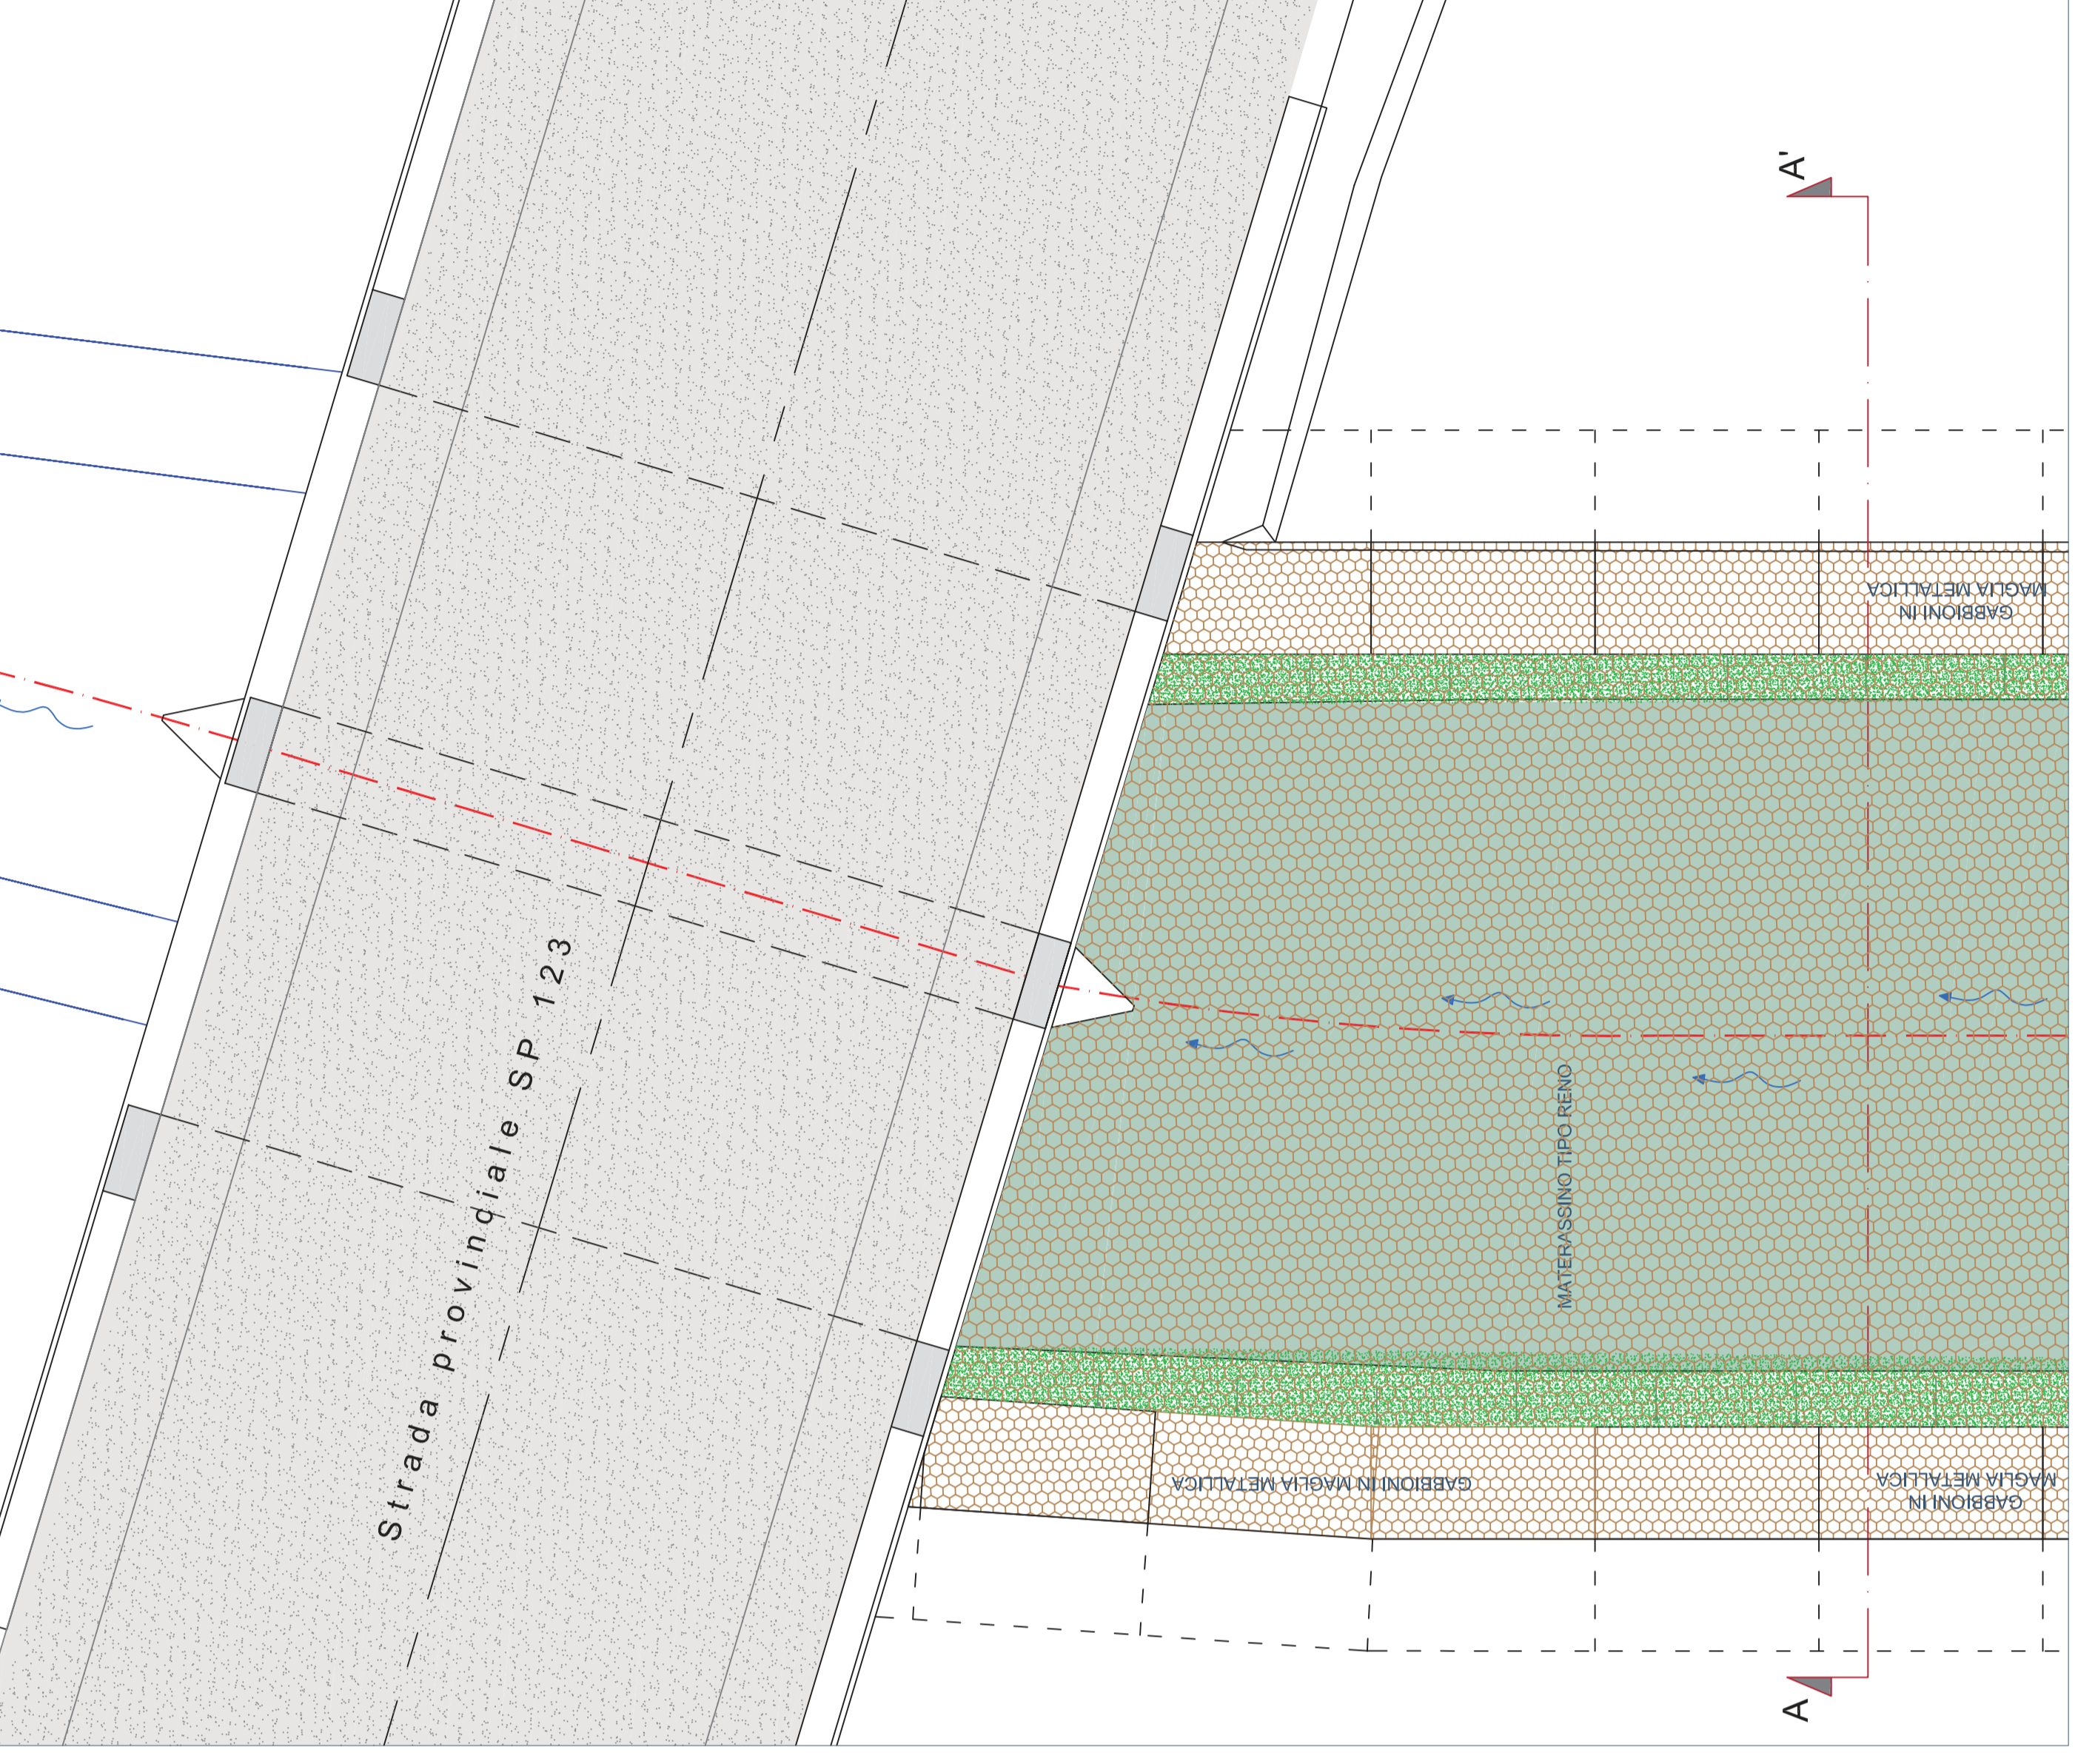 A'
GABBIONI IN
MAGLIA METALLICA
Strada provinciale SP 123
MATERASSINO TIPO RENO
GABBIONI IN MAGLIA METALLICA
GABBIONI IN
MAGLIA METALLICA
A